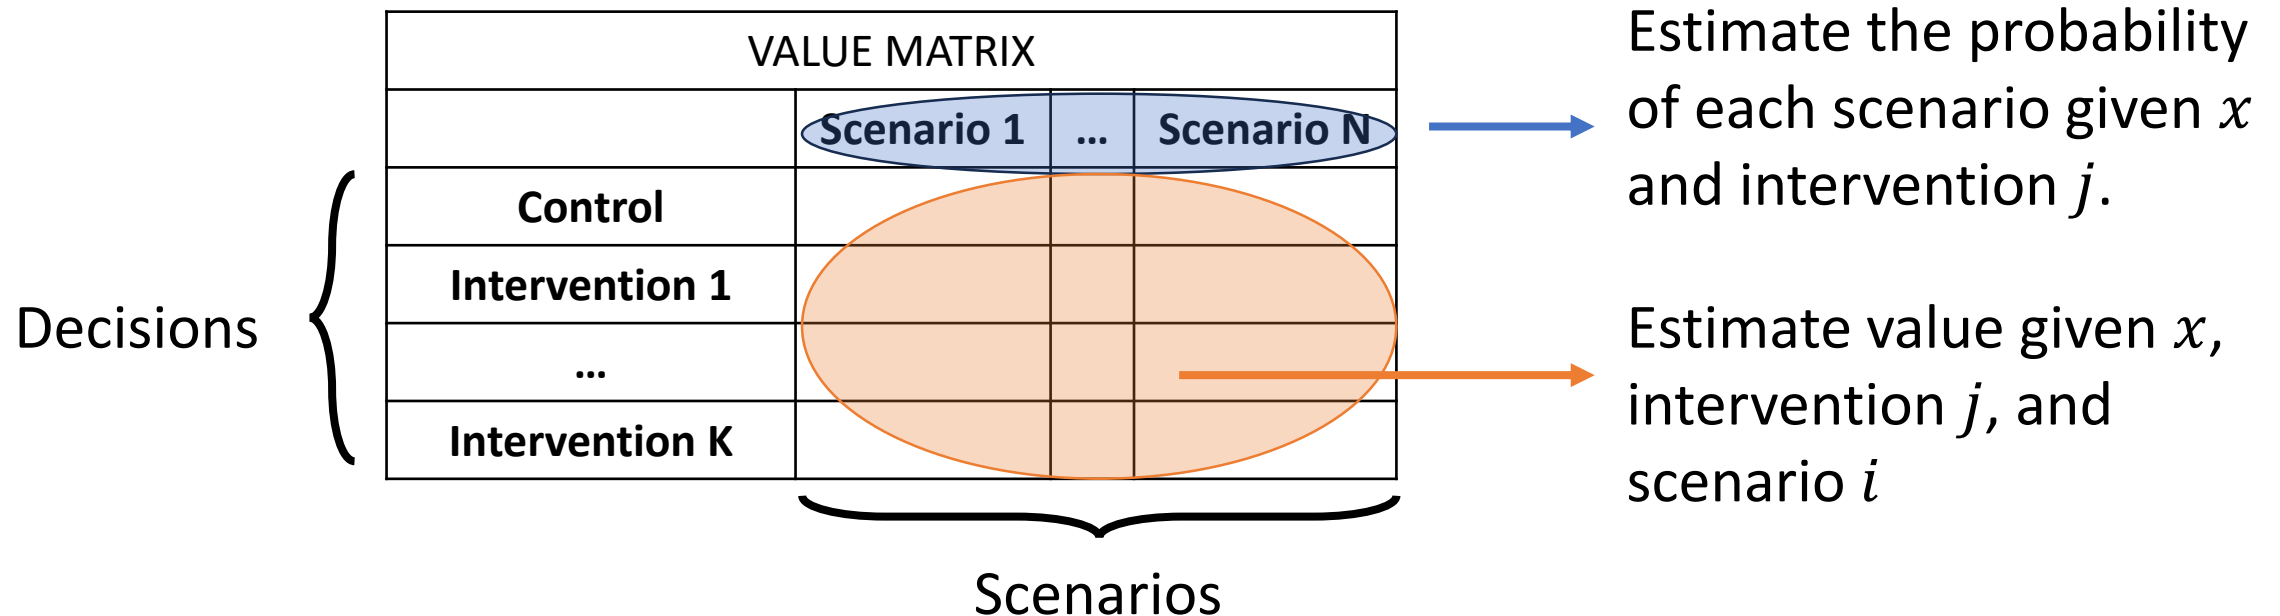 VALUE MATRIX
Scenario 1 … Scenario N
Control
Intervention 1
…
Intervention K
Decisions
Scenarios
Estimate the probability
of each scenario given x
and intervention j.
Estimate value given x,
intervention j, and
scenario i